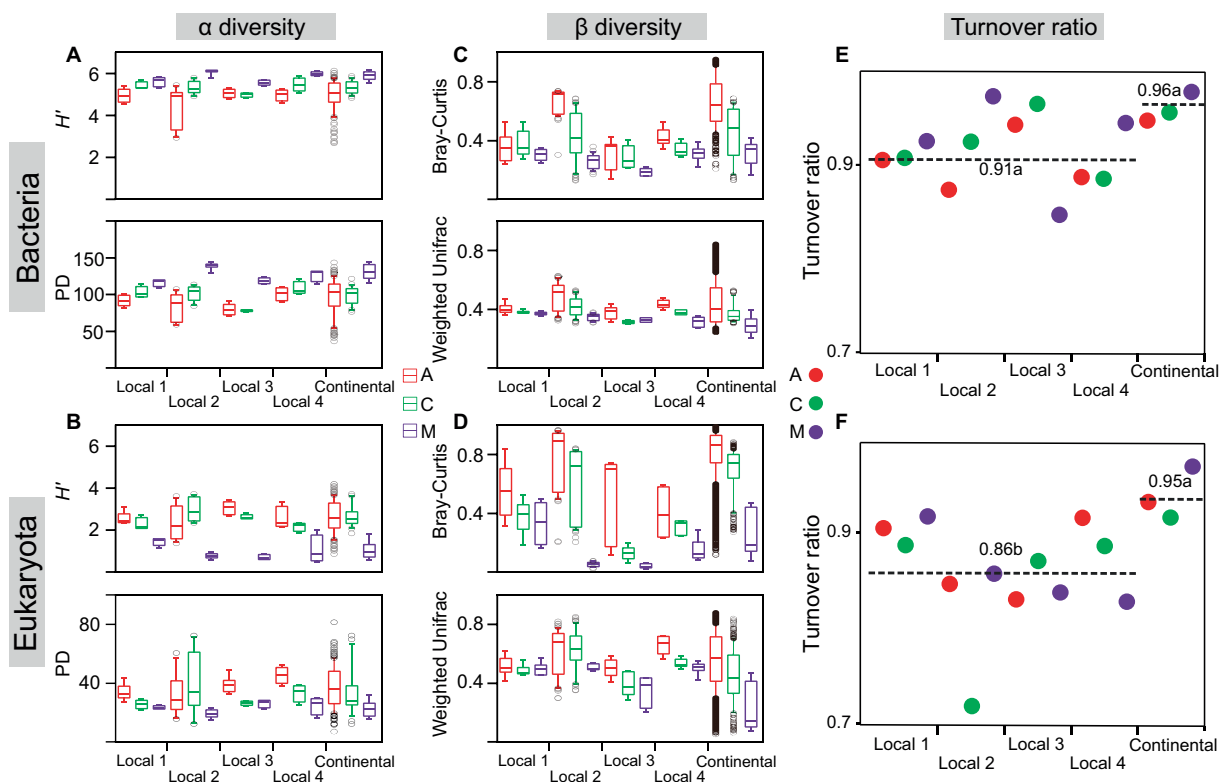 α diversity
β diversity
Turnover ratio
Bacteria
Eukaryota
A
H'
6
4
2
PD
150
100
50
Local 1
Local 2
Local 3
Local 4
Continental
B
H'
6
4
2
PD
80
40
Local 1
Local 2
Local 3
Local 4
Continental
A
C
M
C
Bray-Curtis
0.8
0.4
Weighted Unifrac
0.8
0.4
Local 1
Local 2
Local 3
Local 4
Continental
D
Bray-Curtis
0.8
0.4
Weighted Unifrac
0.8
0.4
Local 1
Local 2
Local 3
Local 4
Continental
A
C
M
E
Turnover ratio
0.9
0.7
0.96a
0.91a
Local 1
Local 2
Local 3
Local 4
Continental
F
Turnover ratio
0.9
0.7
0.95a
0.86b
Local 1
Local 2
Local 3
Local 4
Continental